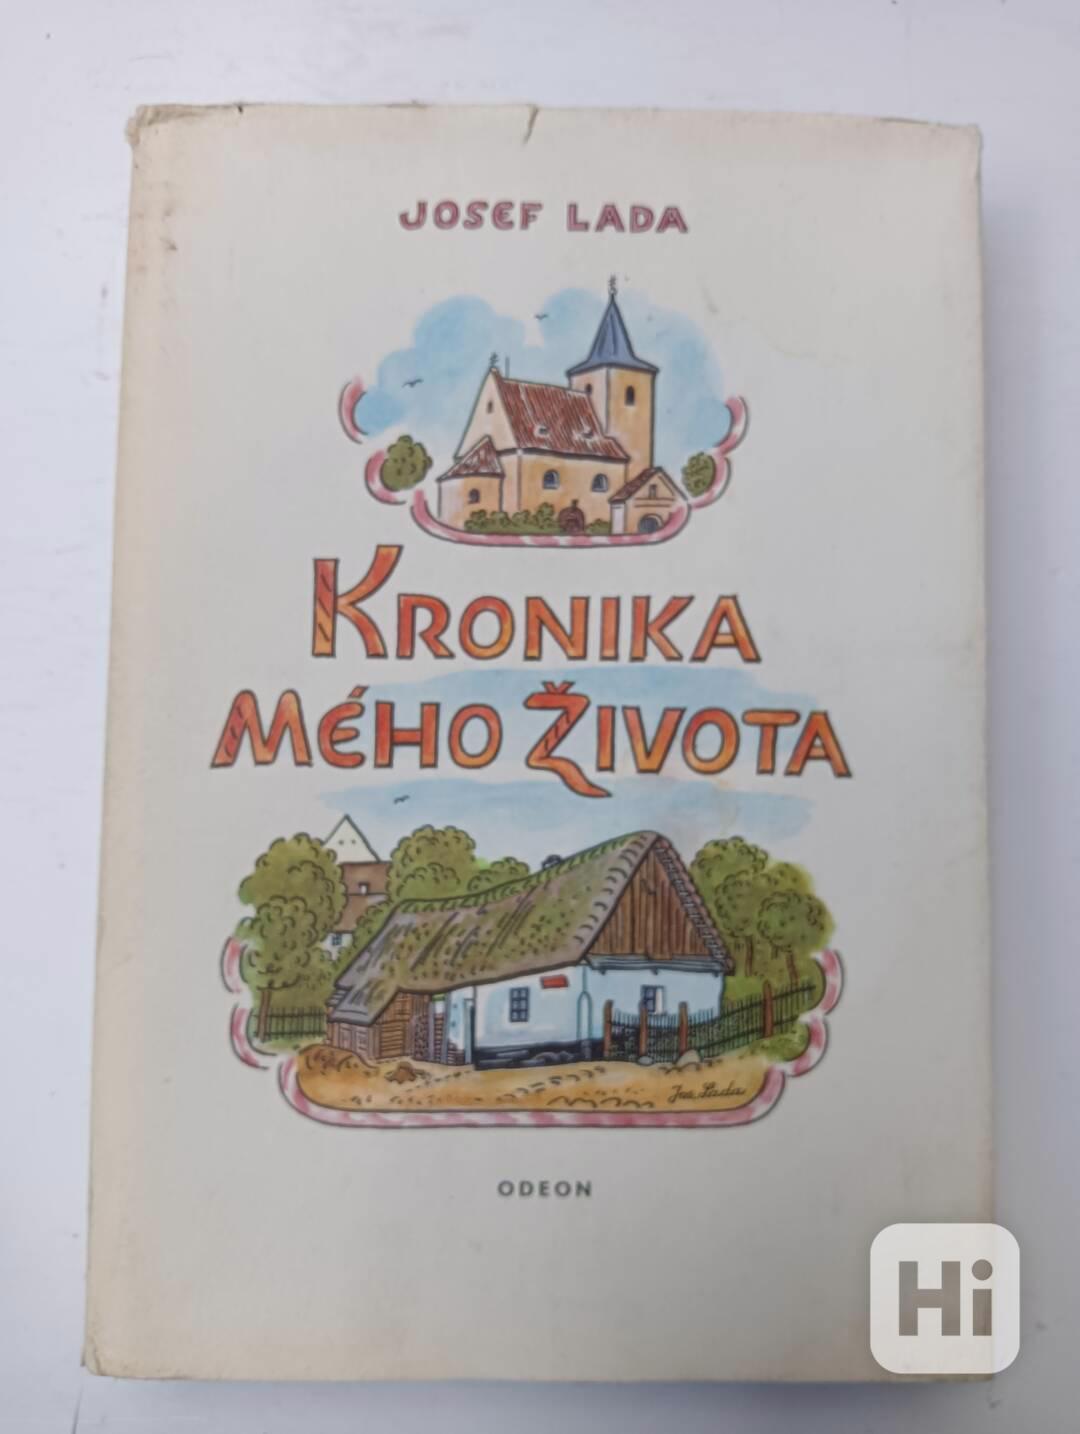 JOSEF LADA
KRONIKA
MÉHO ŽIVOTA
Jos. Lada
ODEON
Hi